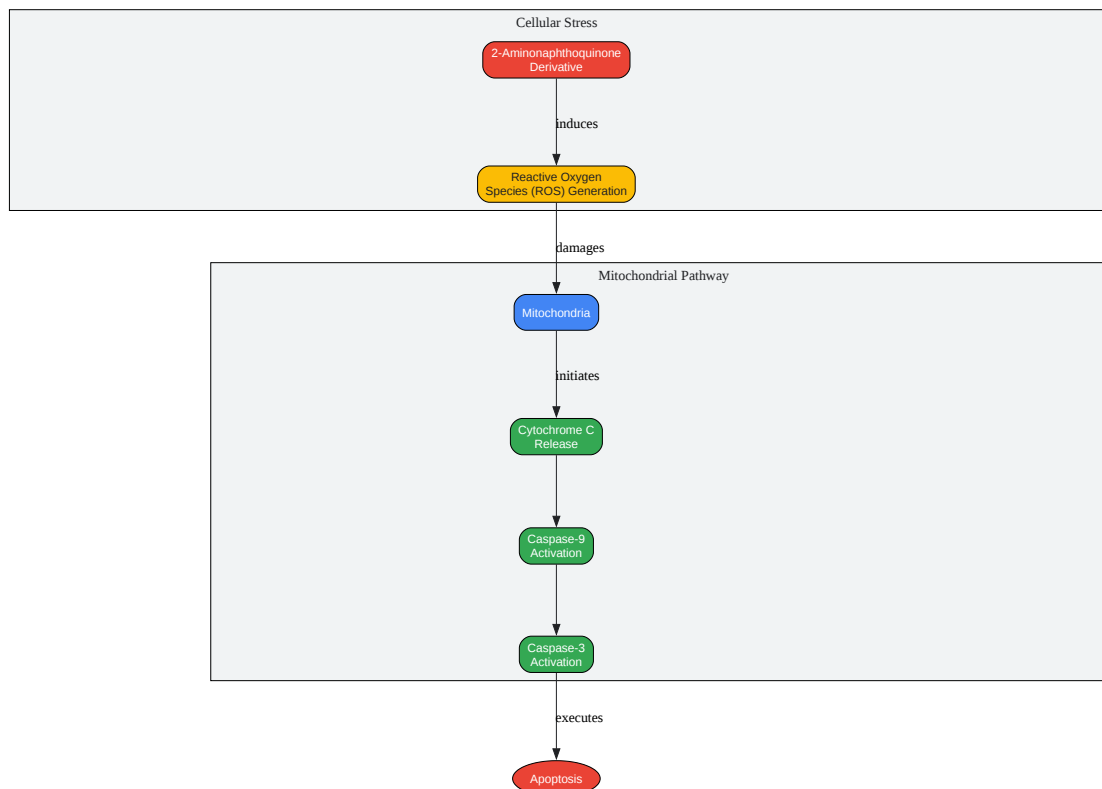 Cellular Stress
2-Aminonaphthoquinone
Derivative
induces
Reactive Oxygen
Species (ROS) Generation
damages
Mitochondrial Pathway
Mitochondria
initiates
Cytochrome C
Release
Caspase-9
Activation
Caspase-3
Activation
executes
Apoptosis